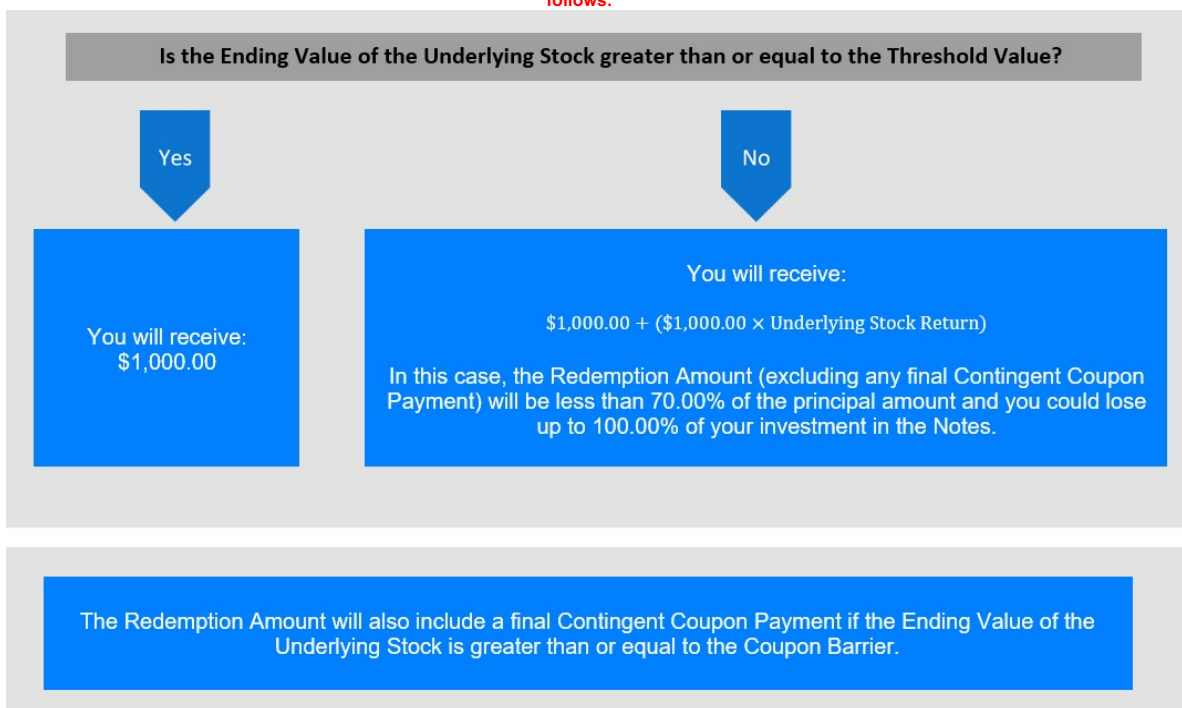 follows:
Is the Ending Value of the Underlying Stock greater than or equal to the Threshold Value?
Yes
No
You will receive:
$1,000.00
You will receive:
$1,000.00 + ($1,000.00 × Underlying Stock Return)
In this case, the Redemption Amount (excluding any final Contingent Coupon
Payment) will be less than 70.00% of the principal amount and you could lose
up to 100.00% of your investment in the Notes.
The Redemption Amount will also include a final Contingent Coupon Payment if the Ending Value of the
Underlying Stock is greater than or equal to the Coupon Barrier.